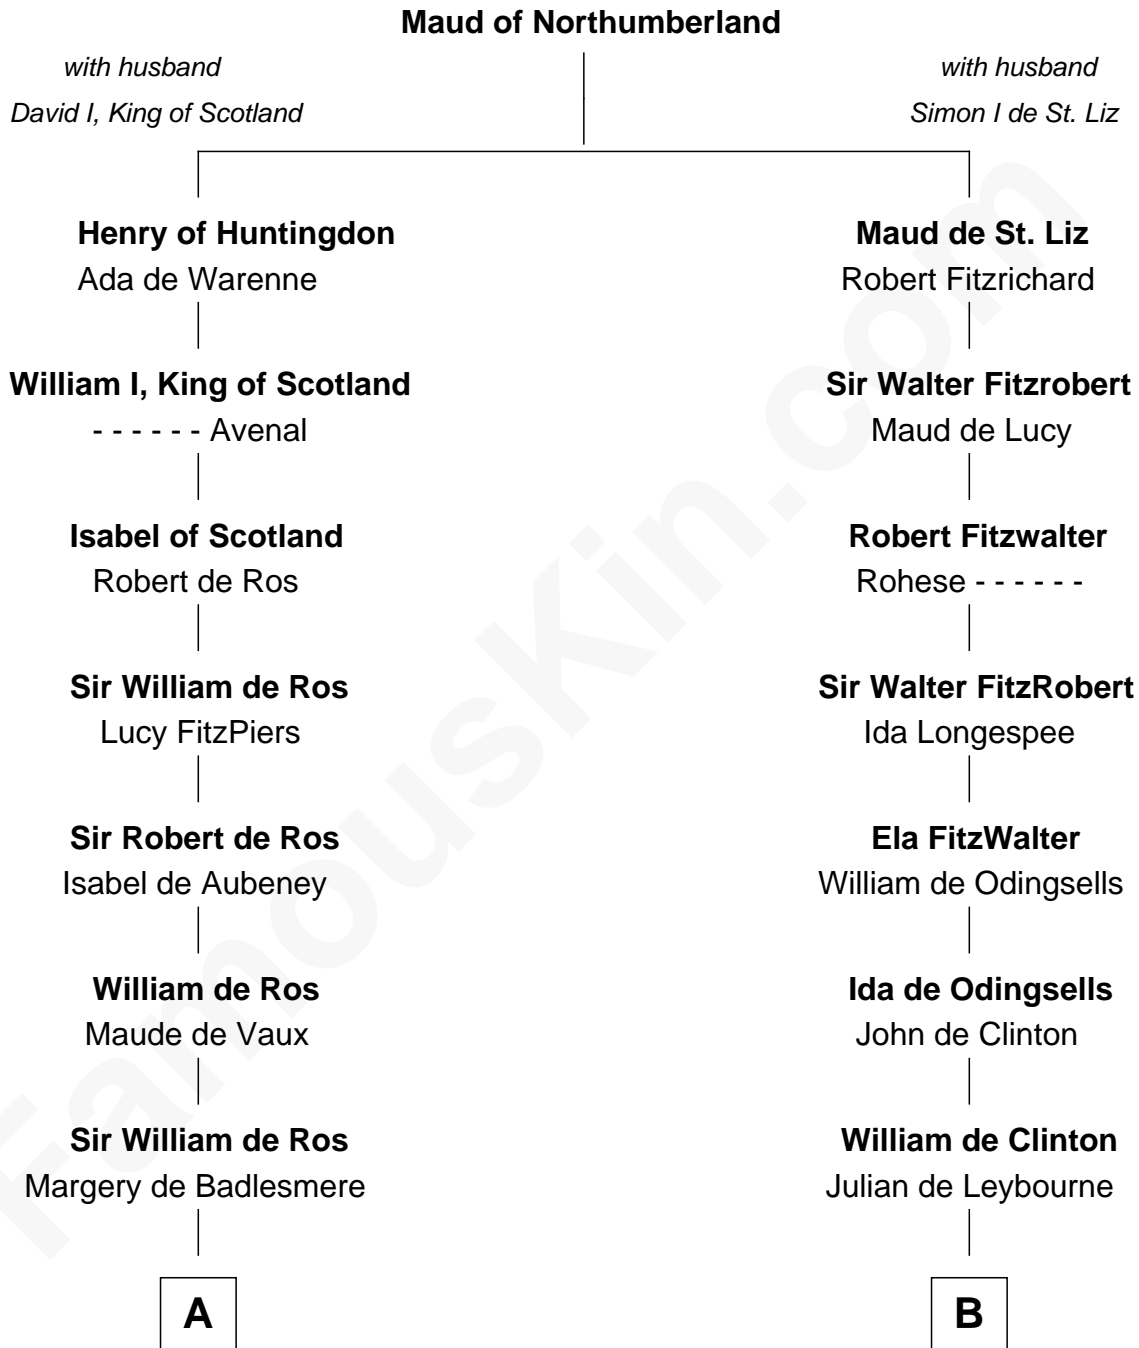 Maud of Northumberland
with husband
David I, King of Scotland
with husband
Simon I de St. Liz
Henry of Huntingdon
Ada de Warenne
Maud de St. Liz
Robert Fitzrichard
William I, King of Scotland
- - - - - - Avenal
Sir Walter Fitzrobert
Maud de Lucy
Isabel of Scotland
Robert de Ros
Robert Fitzwalter
Rohese - - - - - -
Sir William de Ros
Lucy FitzPiers
Sir Walter FitzRobert
Ida Longespee
Sir Robert de Ros
Isabel de Aubeney
Ela FitzWalter
William de Odingsells
William de Ros
Maude de Vaux
Ida de Odingsells
John de Clinton
Sir William de Ros
Margery de Badlesmere
William de Clinton
Julian de Leybourne
A
B
FamousKin.com